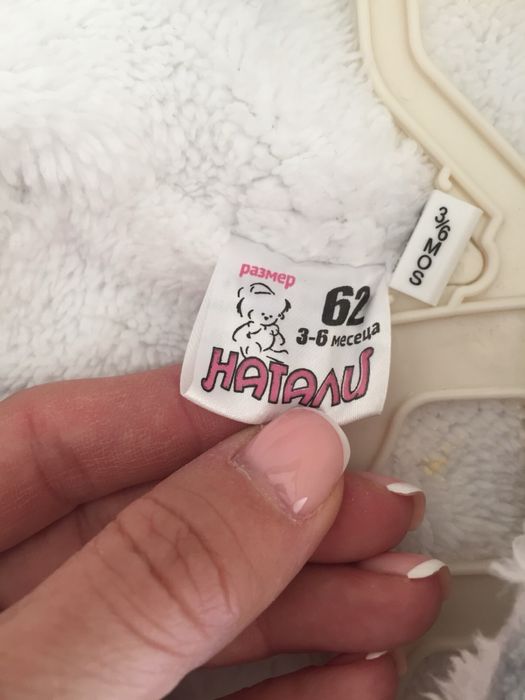 размер
62
3-6 месеца
НАТАЛИ
3/6 MOS